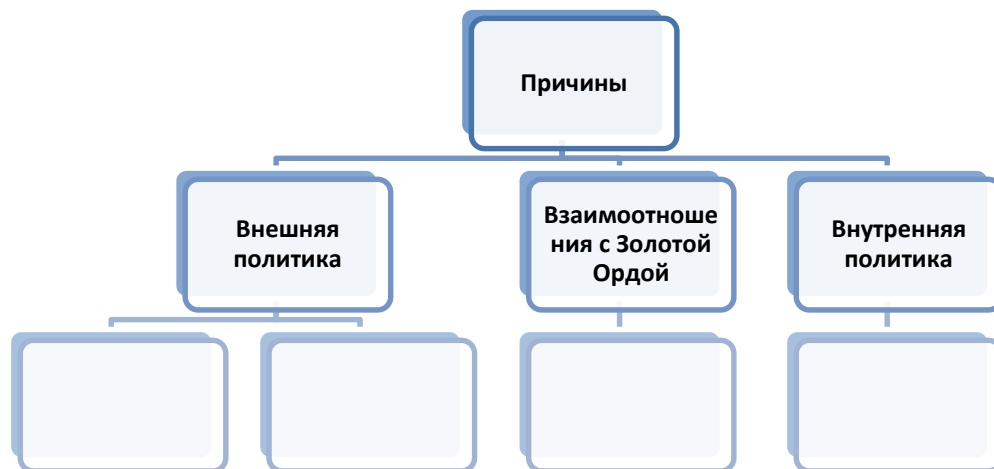 Причины
Внешняя
политика
Взаимоотноше
ния с Золотой
Ордой
Внутренняя
политика